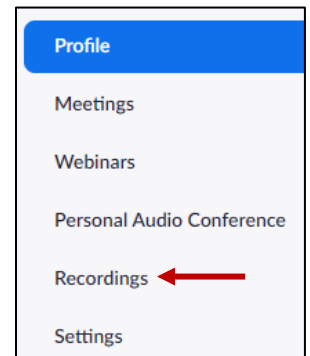 Profile
Meetings
Webinars
Personal Audio Conference
Recordings
Settings